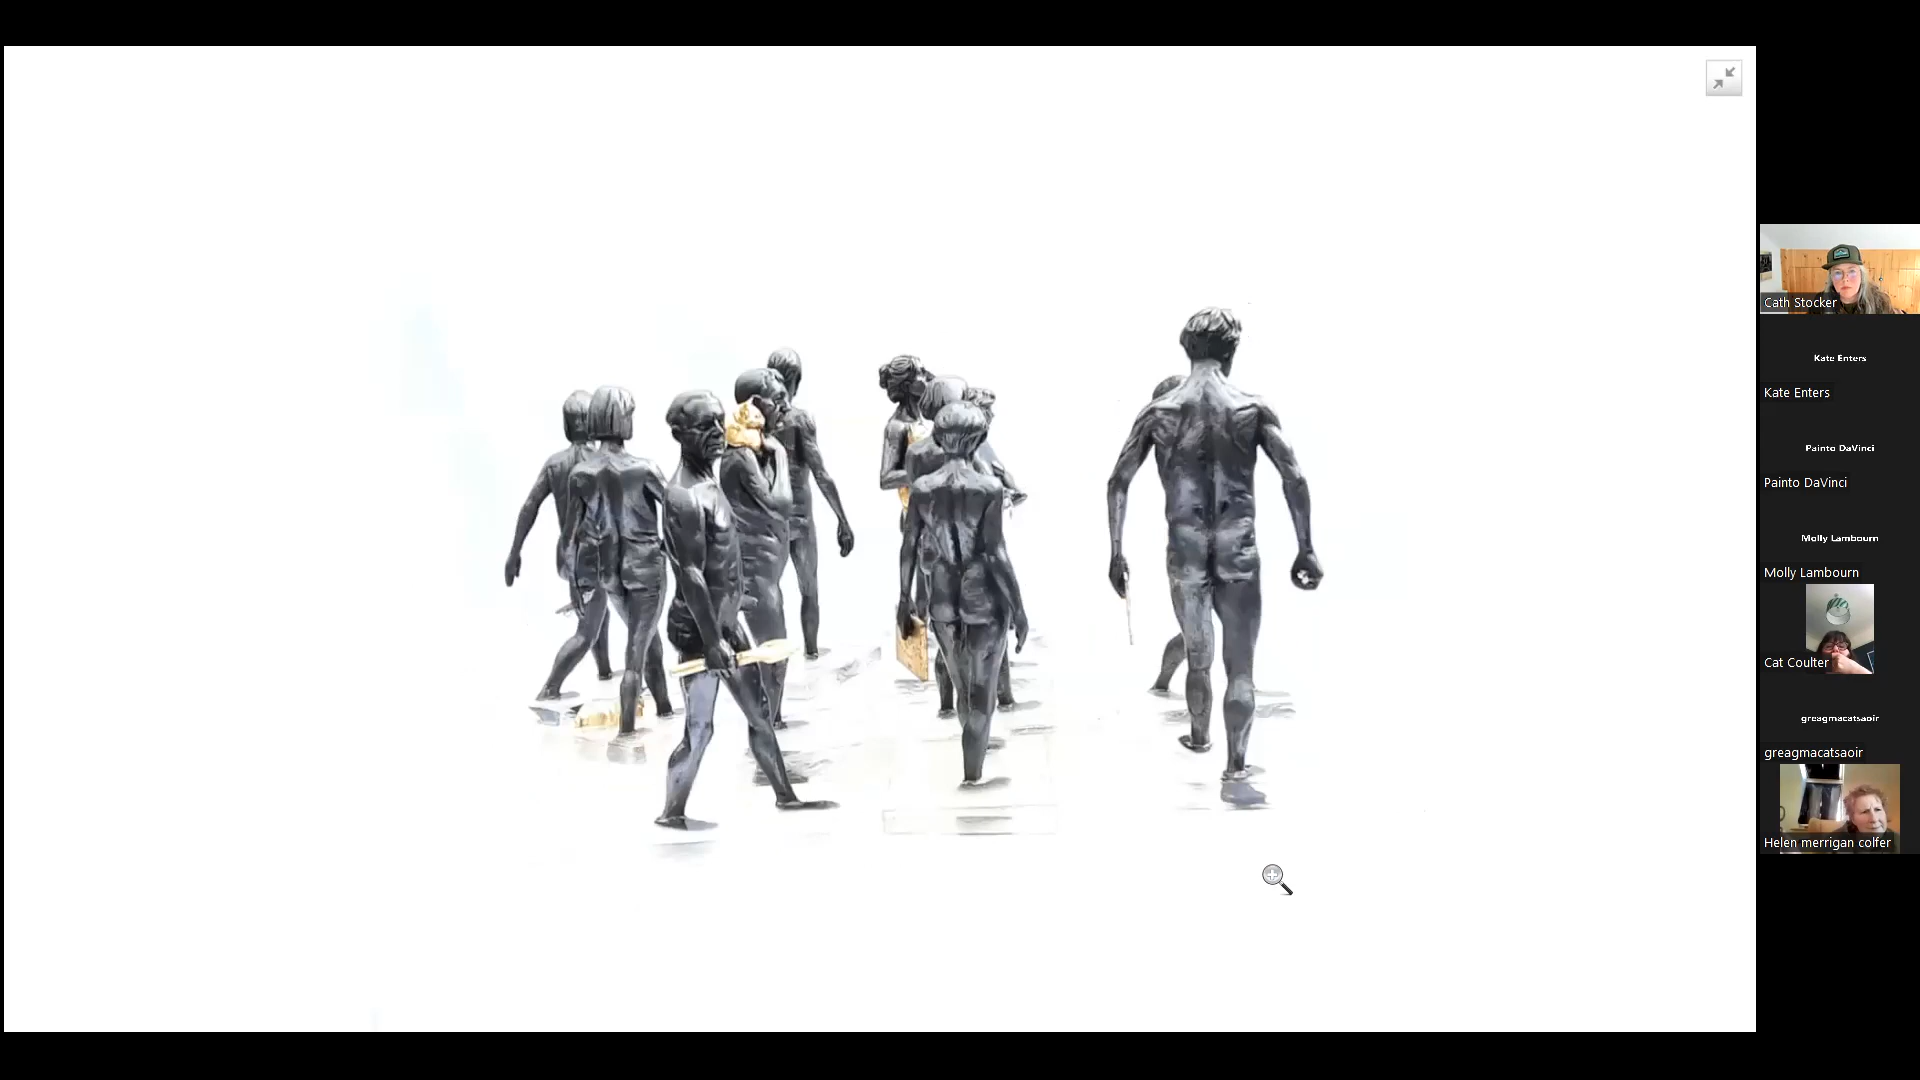 Cath Stocker
Kate Enters
Kate Enters
Painto DaVinci
Painto DaVinci
Molly Lambourn
Molly Lambourn
Cat Coulter
greagmacatsaoir
greagmacatsaoir
Helen merrigan colfer